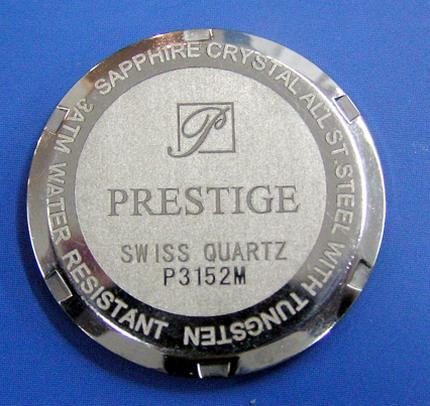 SAPPHIRE CRYSTAL ALL ST.STEEL WITH TUNGSTEN
3ATM WATER RESISTANT
P
PRESTIGE
SWISS QUARTZ
P3152M